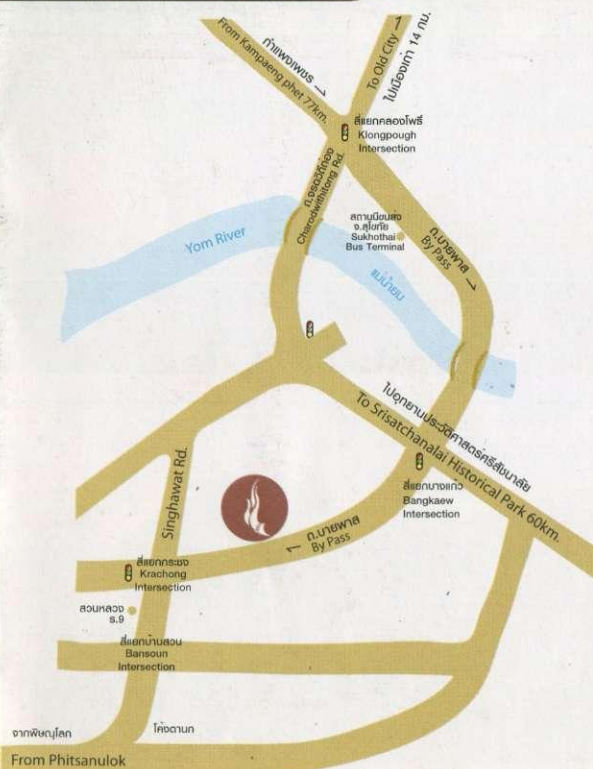 กำแพงเพชร
From Kampaeng phet 77km.
To Old City
ไปเมืองเก่า 14 กม.
สี่แยกคลองโพธิ์
Klongpough
Intersection
ถ.จรดวิถีถ่อง
Charodwithitong Rd.
สถานีขนส่ง
จ.สุโขทัย
Sukhothai
Bus Terminal
ถ.บายพาส
By Pass
Yom River
แม่น้ำยม
ไปอุทยานประวัติศาสตร์ศรีสัชนาลัย
To Srisatchanalai Historical Park 60km.
Singhawat Rd.
สี่แยกบางแก้ว
Bangkaew
Intersection
ถ.บายพาส
By Pass
สี่แยกกระชง
Krachong
Intersection
สวนหลวง
ร.9
สี่แยกบ้านสวน
Bansoun
Intersection
จากพิษณุโลก
โค้งตานก
From Phitsanulok